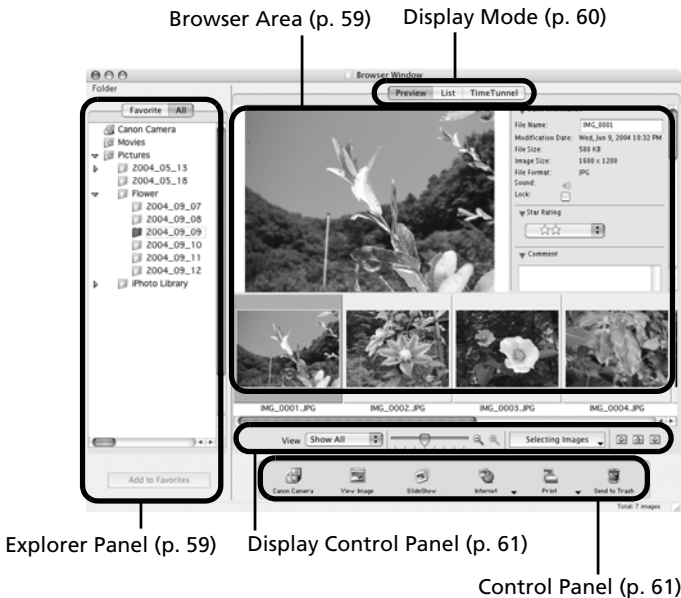 Browser Area (p. 59)
Display Mode (p. 60)
Browser Window
Folder
Favorite All
Preview List TimeTunnel
Canon Camera
Movies
Pictures
2004_05_13
2004_05_18
Flower
2004_09_07
2004_09_08
2004_09_09
2004_09_10
2004_09_11
2004_09_12
iPhoto Library
File Name: IMG_0001
Modification Date: Wed, Jun 9, 2004 10:32 PM
File Size: 580 KB
Image Size: 1600 x 1200
File Format: JPG
Sound:
Lock:
Star Rating
Comment
IMG_0001.JPG IMG_0002.JPG IMG_0003.JPG IMG_0004.JPG
View Show All Selecting Images
Add to Favorites
Canon Camera View Image SlideShow Internet Print Send to Trash
Total: 7 images
Explorer Panel (p. 59)
Display Control Panel (p. 61)
Control Panel (p. 61)